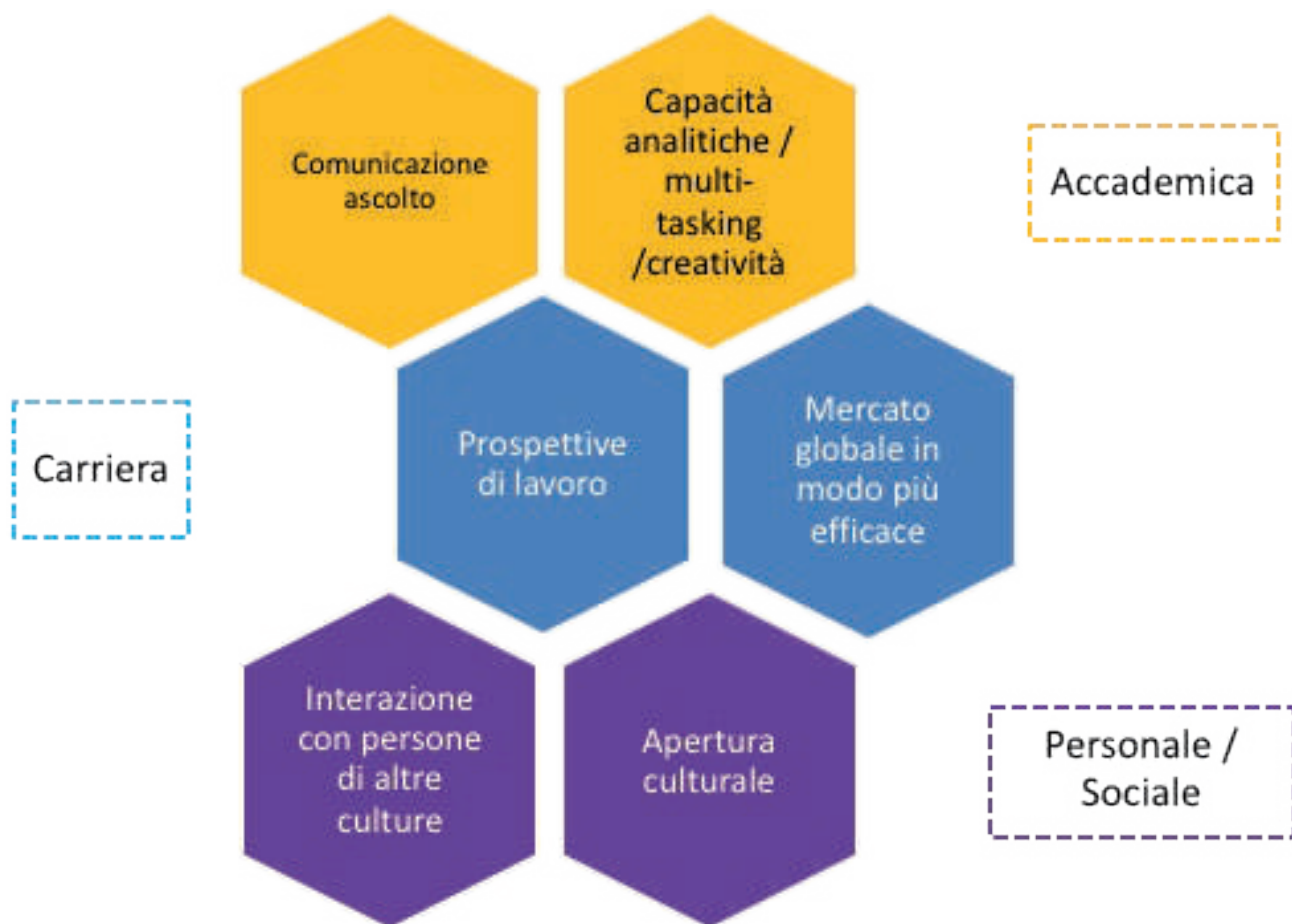 Comunicazione
ascolto
Capacità
analitiche /
multi-
tasking
/creatività
Accademica
Carriera
Prospettive
di lavoro
Mercato
globale in
modo più
efficace
Interazione
con persone
di altre
culture
Apertura
culturale
Personale /
Sociale